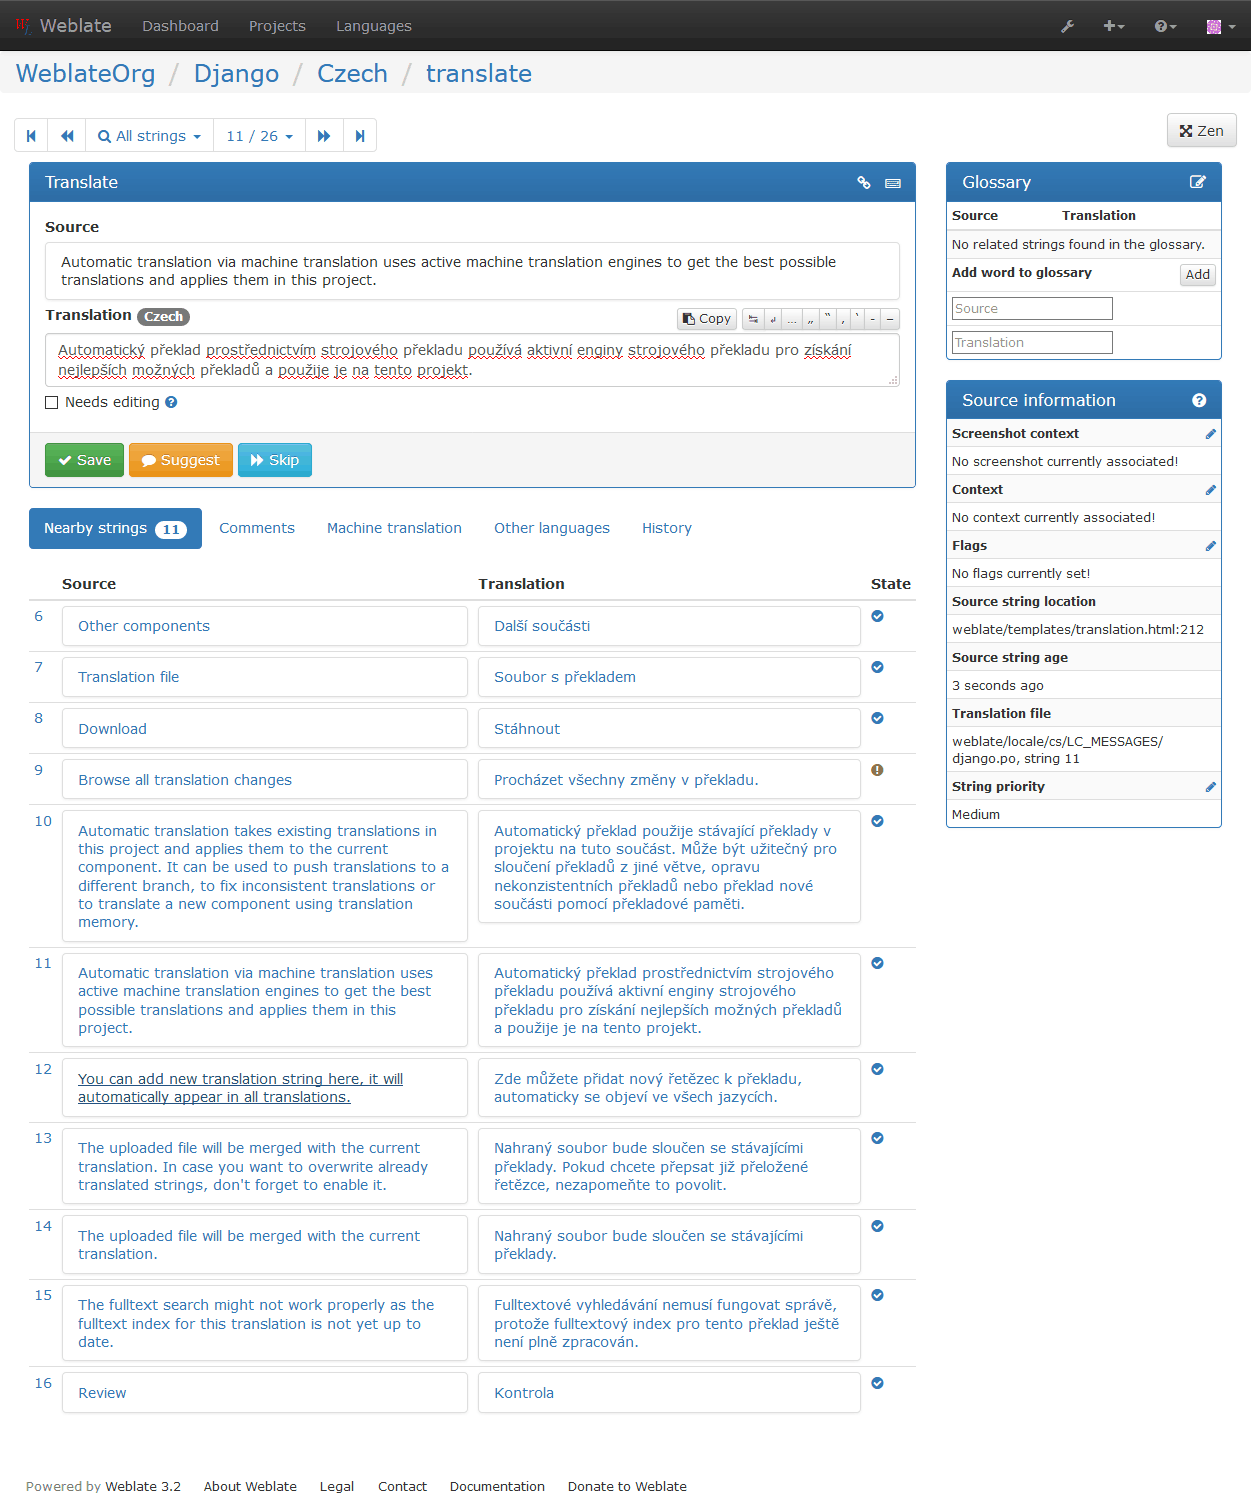 Weblate Dashboard Projects Languages
WeblateOrg / Django / Czech / translate
All strings 11 / 26 Zen
Translate
Source
Automatic translation via machine translation uses active machine translation engines to get the best possible
translations and applies them in this project.
Translation Czech Copy … „ “ ‚ ‘ - –
Automatický překlad prostřednictvím strojového překladu používá aktivní enginy strojového překladu pro získání
nejlepších možných překladů a použije je na tento projekt.
Needs editing
Save Suggest Skip
Glossary
Source Translation
No related strings found in the glossary.
Add word to glossary Add
Source
Translation
Source information
Screenshot context
No screenshot currently associated!
Context
No context currently associated!
Flags
No flags currently set!
Source string location
weblate/templates/translation.html:212
Source string age
3 seconds ago
Translation file
weblate/locale/cs/LC_MESSAGES/
django.po, string 11
String priority
Medium
Nearby strings 11 Comments Machine translation Other languages History
Source Translation State
6 Other components Další součásti
7 Translation file Soubor s překladem
8 Download Stáhnout
9 Browse all translation changes Procházet všechny změny v překladu.
10
Automatic translation takes existing translations in
this project and applies them to the current
component. It can be used to push translations to a
different branch, to fix inconsistent translations or
to translate a new component using translation
memory.
Automatický překlad použije stávající překlady v
projektu na tuto součást. Může být užitečný pro
sloučení překladů z jiné větve, opravu
nekonzistentních překladů nebo překlad nové
součásti pomocí překladové paměti.
11
Automatic translation via machine translation uses
active machine translation engines to get the best
possible translations and applies them in this
project.
Automatický překlad prostřednictvím strojového
překladu používá aktivní enginy strojového
překladu pro získání nejlepších možných překladů
a použije je na tento projekt.
12
You can add new translation string here, it will
automatically appear in all translations.
Zde můžete přidat nový řetězec k překladu,
automaticky se objeví ve všech jazycích.
13
The uploaded file will be merged with the current
translation. In case you want to overwrite already
translated strings, don't forget to enable it.
Nahraný soubor bude sloučen se stávajícími
překlady. Pokud chcete přepsat již přeložené
řetězce, nezapomeňte to povolit.
14
The uploaded file will be merged with the current
translation.
Nahraný soubor bude sloučen se stávajícími
překlady.
15
The fulltext search might not work properly as the
fulltext index for this translation is not yet up to
date.
Fulltextové vyhledávání nemusí fungovat správě,
protože fulltextový index pro tento překlad ještě
není plně zpracován.
16 Review Kontrola
Powered by Weblate 3.2 About Weblate Legal Contact Documentation Donate to Weblate